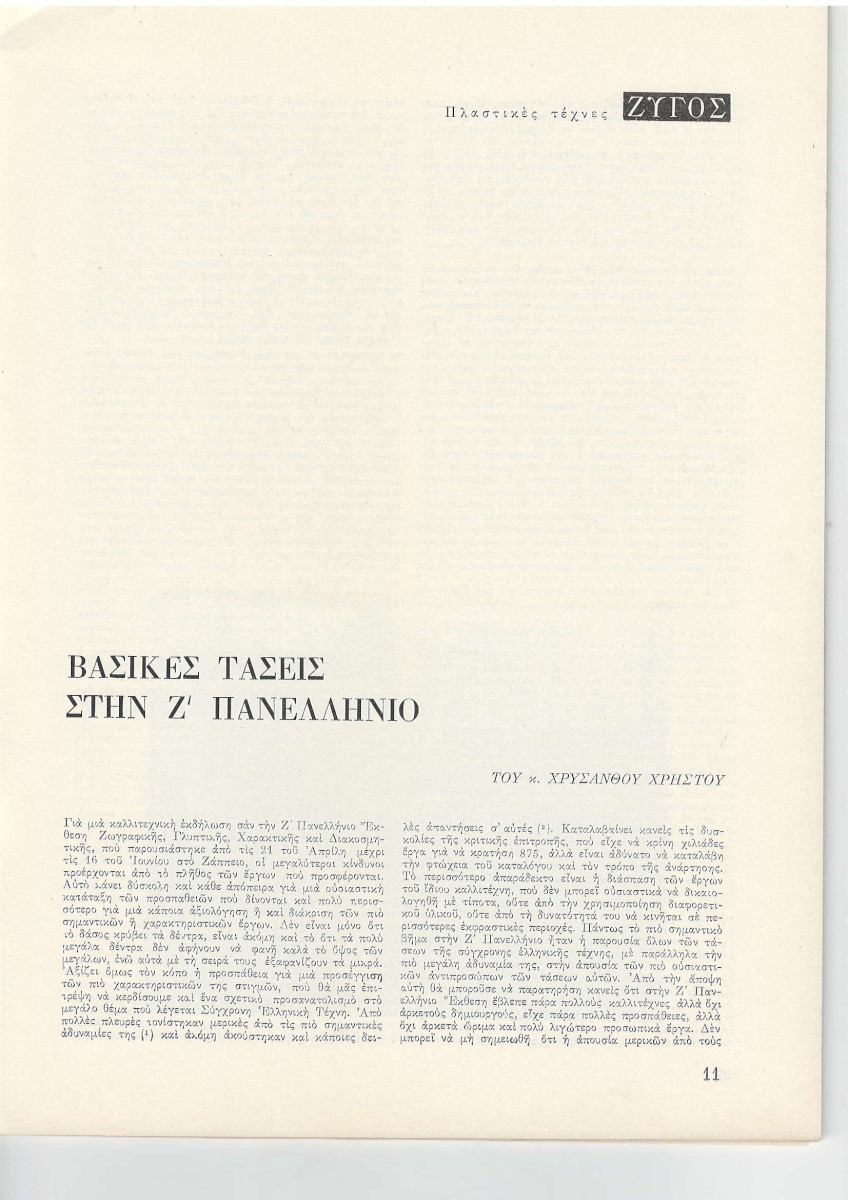 Πλαστικὲς τέχνες ΖΥΓΟΣ
ΒΑΣΙΚΕΣ ΤΑΣΕΙΣ
ΣΤΗΝ Ζ' ΠΑΝΕΛΛΗΝΙΟ
ΤΟΥ κ. ΧΡΥΣΑΝΘΟΥ ΧΡΗΣΤΟΥ
Γιὰ μιὰ καλλιτεχνικὴ ἐκδήλωση σὰν τὴν Ζ' Πανελλήνιο Ἔκ-
θεση Ζωγραφικῆς, Γλυπτικῆς, Χαρακτικῆς καὶ Διακοσμη-
τικῆς, ποὺ παρουσιάστηκε ἀπὸ τὶς 21 τοῦ Ἀπρίλη μέχρι
τὶς 16 τοῦ Ἰουνίου στὸ Ζάππειο, οἱ μεγαλύτεροι κίνδυνοι
προέρχονται ἀπὸ τὸ πλῆθος τῶν ἔργων ποὺ προσφέρονται.
Αὐτὸ κάνει δύσκολη καὶ κάθε ἀπόπειρα γιὰ μιὰ οὐσιαστικὴ
κατάταξη τῶν προσπαθειῶν ποὺ δίνονται καὶ πολὺ περισ-
σότερο γιὰ μιὰ κάποια ἀξιολόγηση ἢ καὶ διάκριση τῶν πιὸ
σημαντικῶν ἢ χαρακτηριστικῶν ἔργων. Δὲν εἶναι μόνο ὅτι
τὸ δάσος κρύβει τὰ δέντρα, εἶναι ἀκόμη καὶ τὸ ὅτι τὰ πολὺ
μεγάλα δέντρα δὲν ἀφήνουν νὰ φανῆ καλὰ τὸ ὕψος τῶν
μεγάλων, ἐνῶ αὐτὰ μὲ τὴ σειρά τους ἐξαφανίζουν τὰ μικρά.
Ἀξίζει ὅμως τὸν κόπο ἡ προσπάθεια γιὰ μιὰ προσέγγιση
τῶν πιὸ χαρακτηριστικῶν της στιγμῶν, ποὺ θὰ μᾶς ἐπι-
τρέψη νὰ κερδίσουμε καὶ ἕνα σχετικὸ προσανατολισμὸ στὸ
μεγάλο θέμα ποὺ λέγεται Σύγχρονη Ἑλληνικὴ Τέχνη. Ἀπὸ
πολλὲς πλευρὲς τονίστηκαν μερικὲς ἀπὸ τὶς πιὸ σημαντικὲς
ἀδυναμίες της (¹) καὶ ἀκόμη ἀκούστηκαν καὶ κάποιες δει-
λὲς ἀπαντήσεις σ' αὐτές (²). Καταλαβαίνει κανεὶς τὶς δυσ-
κολίες τῆς κριτικῆς ἐπιτροπῆς, ποὺ εἶχε νὰ κρίνη χιλιάδες
ἔργα γιὰ νὰ κρατήση 875, ἀλλὰ εἶναι ἀδύνατο νὰ καταλάβη
τὴν φτώχεια τοῦ καταλόγου καὶ τὸν τρόπο τῆς ἀνάρτησης.
Τὸ περισσότερο ἀπαράδεκτο εἶναι ἡ διάσπαση τῶν ἔργων
τοῦ ἴδιου καλλιτέχνη, ποὺ δὲν μπορεῖ οὐσιαστικὰ νὰ δικαιο-
λογηθῆ μὲ τίποτα, οὔτε ἀπὸ τὴν χρησιμοποίηση διαφορετι-
κοῦ ὑλικοῦ, οὔτε ἀπὸ τὴ δυνατότητά του νὰ κινῆται σὲ πε-
ρισσότερες ἐκφραστικὲς περιοχές. Πάντως τὸ πιὸ σημαντικὸ
βῆμα στὴν Ζ' Πανελλήνιο ἦταν ἡ παρουσία ὅλων τῶν τά-
σεων τῆς σύγχρονης ἑλληνικῆς τέχνης, μὲ παράλληλα τὴν
πιὸ μεγάλη ἀδυναμία της, στὴν ἀπουσία τῶν πιὸ οὐσιαστι-
κῶν ἀντιπροσώπων τῶν τάσεων αὐτῶν. Ἀπὸ τὴν ἄποψη
αὐτὴ θὰ μποροῦσε νὰ παρατηρήση κανεὶς ὅτι στὴν Ζ' Παν-
ελλήνιο Ἔκθεση ἔβλεπε πάρα πολλοὺς καλλιτέχνες ἀλλὰ ὄχι
ἀρκετοὺς δημιουργούς, εἶχε πάρα πολλὲς προσπάθειες, ἀλλὰ
ὄχι ἀρκετὰ ὥριμα καὶ πολὺ λιγώτερο προσωπικὰ ἔργα. Δὲν
μπορεῖ νὰ μὴ σημειωθῆ ὅτι ἡ ἀπουσία μερικῶν ἀπὸ τοὺς
11